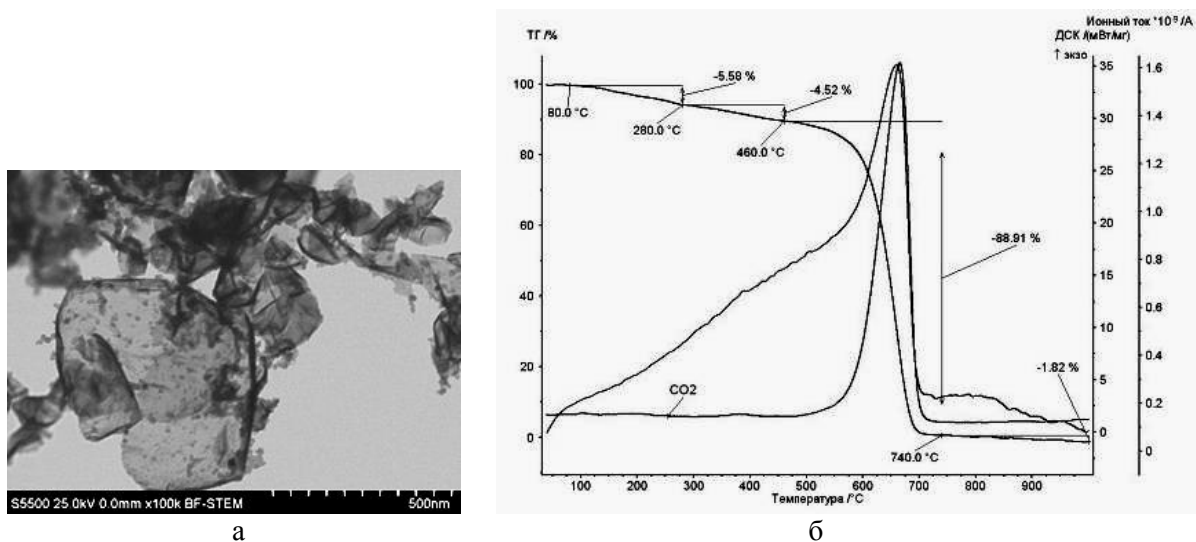 S5500 25.0kV 0.0mm x100k BF-STEM 500nm
а
ТГ /%
Ионный ток *10⁻⁹ /А
ДСК /(мВт/мг)
↑ экзо
100
80
60
40
20
0
-5.58 %
-4.52 %
80.0 °C
280.0 °C
460.0 °C
-88.91 %
-1.82 %
CO2
740.0 °C
35
30
25
20
15
10
5
0
1.6
1.4
1.2
1.0
0.8
0.6
0.4
0.2
0
100 200 300 400 500 600 700 800 900
Температура /°C
б